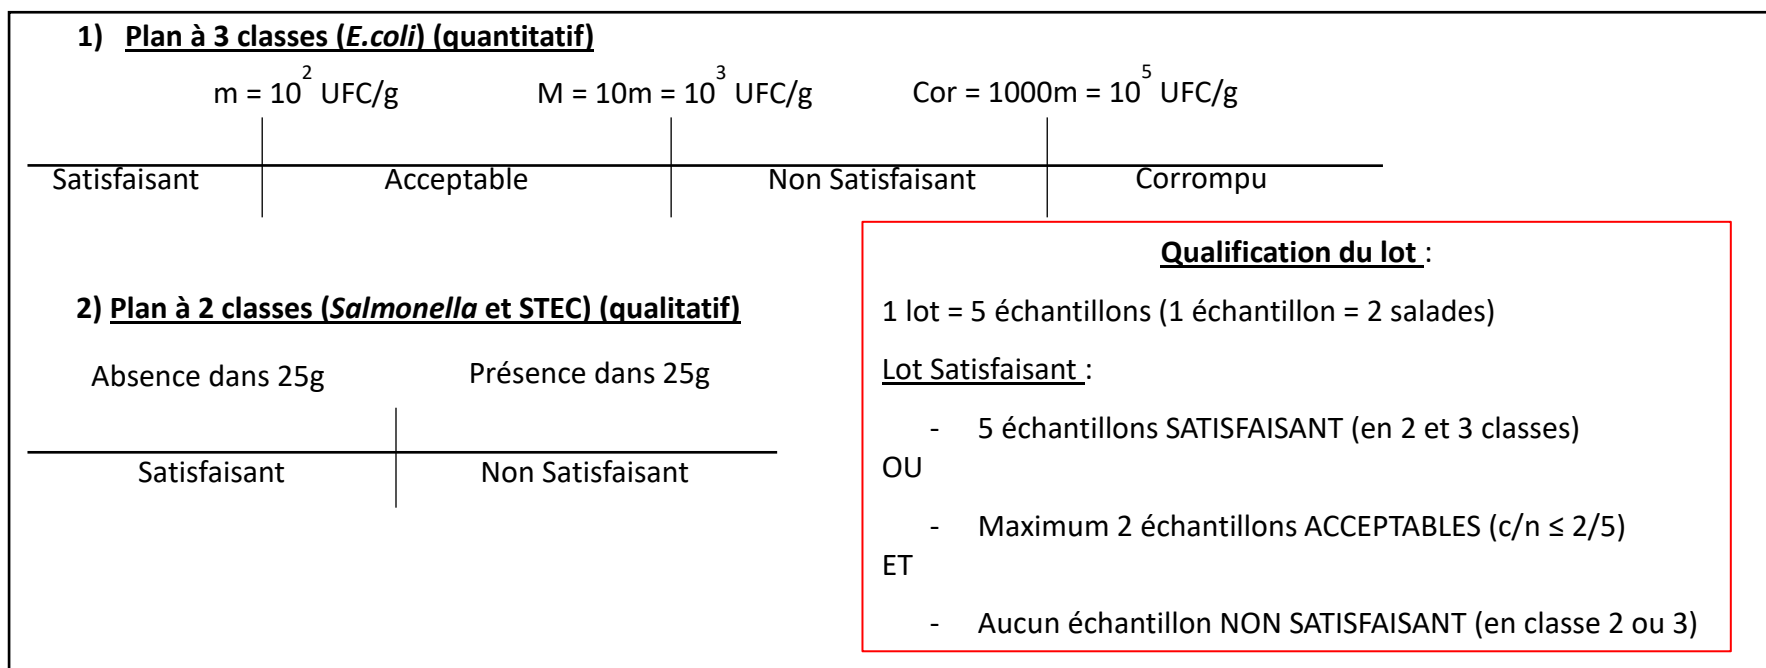 1) Plan à 3 classes (E.coli) (quantitatif)
m = 10² UFC/g M = 10m = 10³ UFC/g Cor = 1000m = 10⁵ UFC/g
Satisfaisant Acceptable Non Satisfaisant Corrompu
2) Plan à 2 classes (Salmonella et STEC) (qualitatif)
Absence dans 25g Présence dans 25g
Satisfaisant Non Satisfaisant
Qualification du lot :
1 lot = 5 échantillons (1 échantillon = 2 salades)
Lot Satisfaisant :
- 5 échantillons SATISFAISANT (en 2 et 3 classes)
OU
- Maximum 2 échantillons ACCEPTABLES (c/n ≤ 2/5)
ET
- Aucun échantillon NON SATISFAISANT (en classe 2 ou 3)